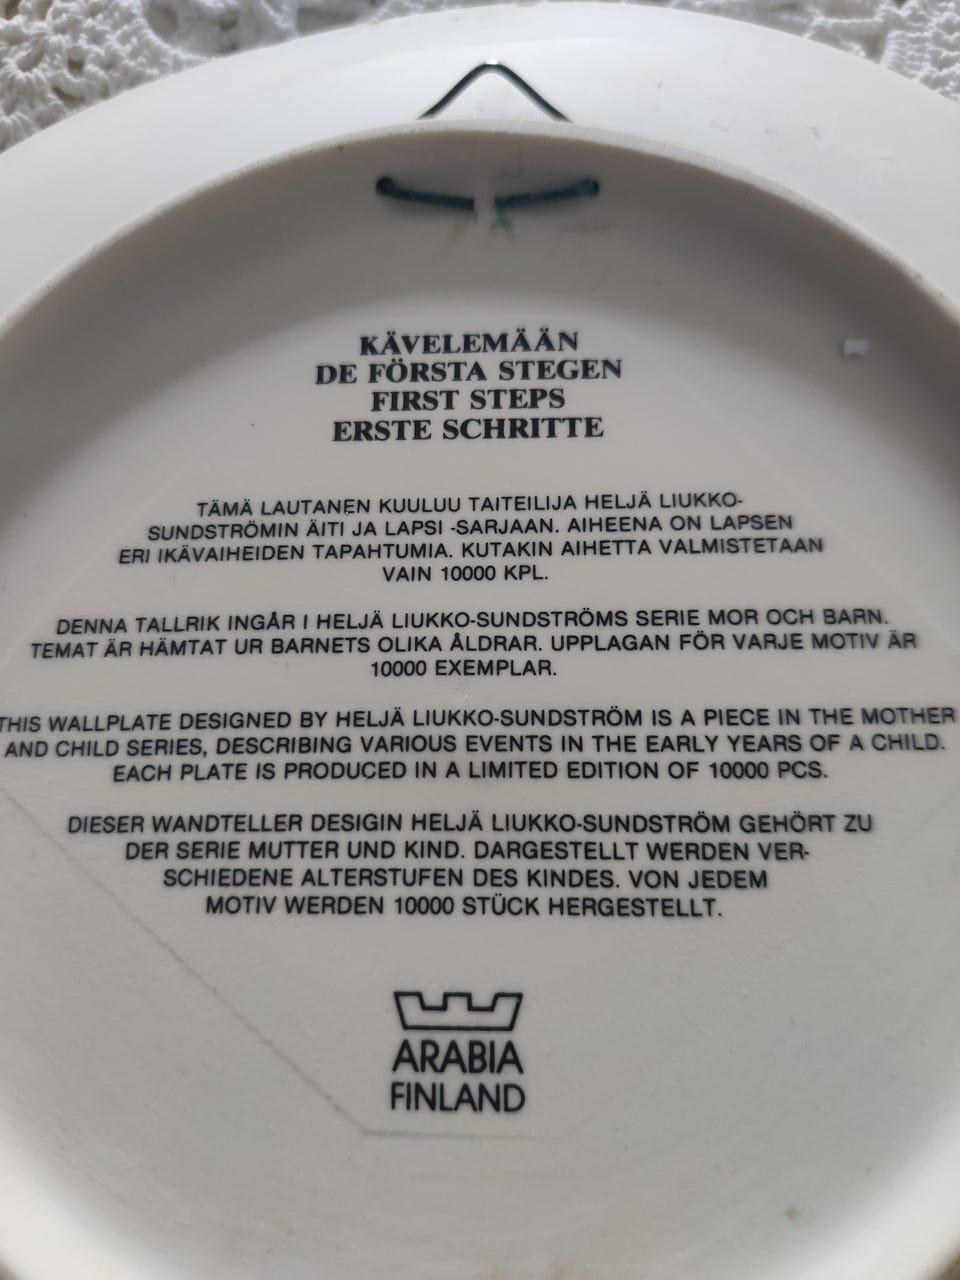 KÄVELEMÄÄN
DE FÖRSTA STEGEN
FIRST STEPS
ERSTE SCHRITTE
TÄMÄ LAUTANEN KUULUU TAITEILIJA HELJÄ LIUKKO-
SUNDSTRÖMIN ÄITI JA LAPSI -SARJAAN. AIHEENA ON LAPSEN
ERI IKÄVAIHEIDEN TAPAHTUMIA. KUTAKIN AIHETTA VALMISTETAAN
VAIN 10000 KPL.
DENNA TALLRIK INGÅR I HELJÄ LIUKKO-SUNDSTRÖMS SERIE MOR OCH BARN.
TEMAT ÄR HÄMTAT UR BARNETS OLIKA ÅLDRAR. UPPLAGAN FÖR VARJE MOTIV ÄR
10000 EXEMPLAR.
THIS WALLPLATE DESIGNED BY HELJÄ LIUKKO-SUNDSTRÖM IS A PIECE IN THE MOTHER
AND CHILD SERIES, DESCRIBING VARIOUS EVENTS IN THE EARLY YEARS OF A CHILD.
EACH PLATE IS PRODUCED IN A LIMITED EDITION OF 10000 PCS.
DIESER WANDTELLER DESIGIN HELJÄ LIUKKO-SUNDSTRÖM GEHÖRT ZU
DER SERIE MUTTER UND KIND. DARGESTELLT WERDEN VER-
SCHIEDENE ALTERSTUFEN DES KINDES. VON JEDEM
MOTIV WERDEN 10000 STÜCK HERGESTELLT.
ARABIA
FINLAND